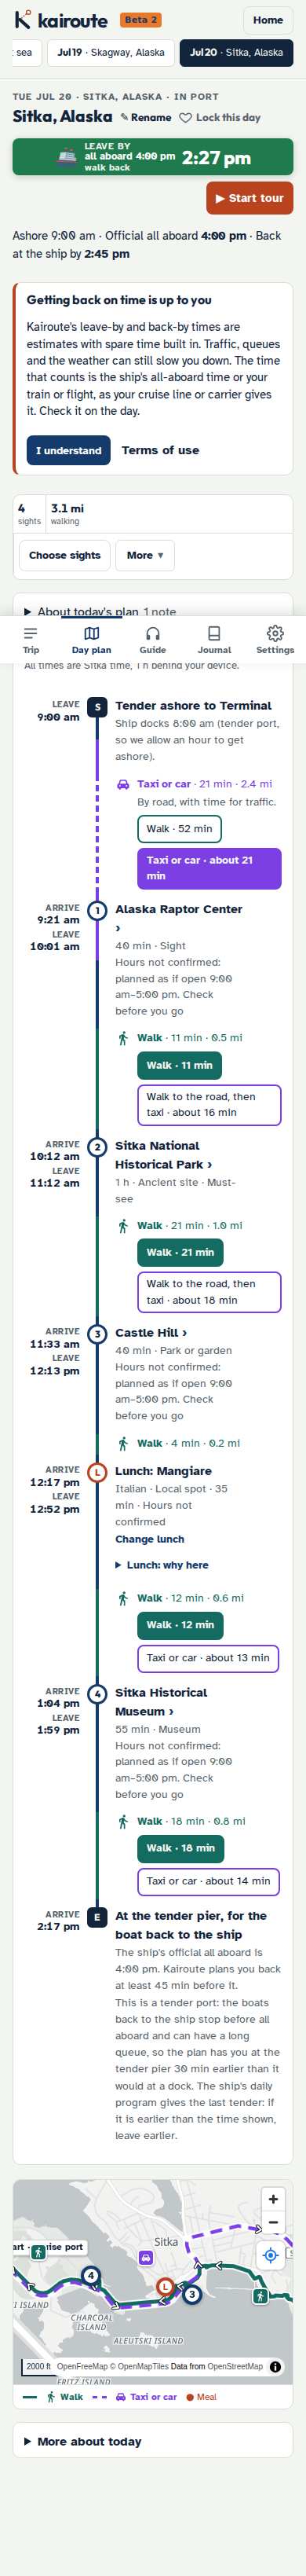 kairoute Beta 2 Home
: sea Jul 19 · Skagway, Alaska Jul 20 · Sitka, Alaska
TUE JUL 20 · SITKA, ALASKA · IN PORT
Sitka, Alaska ✎ Rename ♡ Lock this day
LEAVE BY
all aboard 4:00 pm 2:27 pm
walk back
▶ Start tour
Ashore 9:00 am · Official all aboard 4:00 pm · Back
at the ship by 2:45 pm
Getting back on time is up to you
Kairoute's leave-by and back-by times are
estimates with spare time built in. Traffic, queues
and the weather can still slow you down. The time
that counts is the ship's all-aboard time or your
train or flight, as your cruise line or carrier gives
it. Check it on the day.
I understand Terms of use
4 3.1 mi
sights walking
Choose sights More ▾
▶ About today's plan 1 note
Trip Day plan Guide Journal Settings
All times are Sitka time, 1 h behind your device.
LEAVE
9:00 am
S
Tender ashore to Terminal
Ship docks 8:00 am (tender port,
so we allow an hour to get
ashore).
Taxi or car · 21 min · 2.4 mi
By road, with time for traffic.
Walk · 52 min
Taxi or car · about 21
min
ARRIVE
9:21 am
LEAVE
10:01 am
1
Alaska Raptor Center
›
40 min · Sight
Hours not confirmed:
planned as if open 9:00
am–5:00 pm. Check
before you go
Walk · 11 min · 0.5 mi
Walk · 11 min
Walk to the road, then
taxi · about 16 min
ARRIVE
10:12 am
LEAVE
11:12 am
2
Sitka National
Historical Park ›
1 h · Ancient site · Must-
see
Walk · 21 min · 1.0 mi
Walk · 21 min
Walk to the road, then
taxi · about 18 min
ARRIVE
11:33 am
LEAVE
12:13 pm
3
Castle Hill ›
40 min · Park or garden
Hours not confirmed:
planned as if open 9:00
am–5:00 pm. Check
before you go
Walk · 4 min · 0.2 mi
ARRIVE
12:17 pm
LEAVE
12:52 pm
L
Lunch: Mangiare
Italian · Local spot · 35
min · Hours not
confirmed
Change lunch
▶ Lunch: why here
Walk · 12 min · 0.6 mi
Walk · 12 min
Taxi or car · about 13 min
ARRIVE
1:04 pm
LEAVE
1:59 pm
4
Sitka Historical
Museum ›
55 min · Museum
Hours not confirmed:
planned as if open 9:00
am–5:00 pm. Check
before you go
Walk · 18 min · 0.8 mi
Walk · 18 min
Taxi or car · about 14 min
ARRIVE
2:17 pm
E
At the tender pier, for the
boat back to the ship
The ship's official all aboard is
4:00 pm. Kairoute plans you back
at least 45 min before it.
This is a tender port: the boats
back to the ship stop before all
aboard and can have a long
queue, so the plan has you at the
tender pier 30 min earlier than it
would at a dock. The ship's daily
program gives the last tender: if
it is earlier than the time shown,
leave earlier.
+
−
Sitka
art · cruise port
4
L
3
I ISLAND
CHARCOAL
ISLAND
ALEUTSKI ISLAND
FRITZ ISLAND
2000 ft OpenFreeMap © OpenMapTiles Data from OpenStreetMap
Walk Taxi or car Meal
▶ More about today